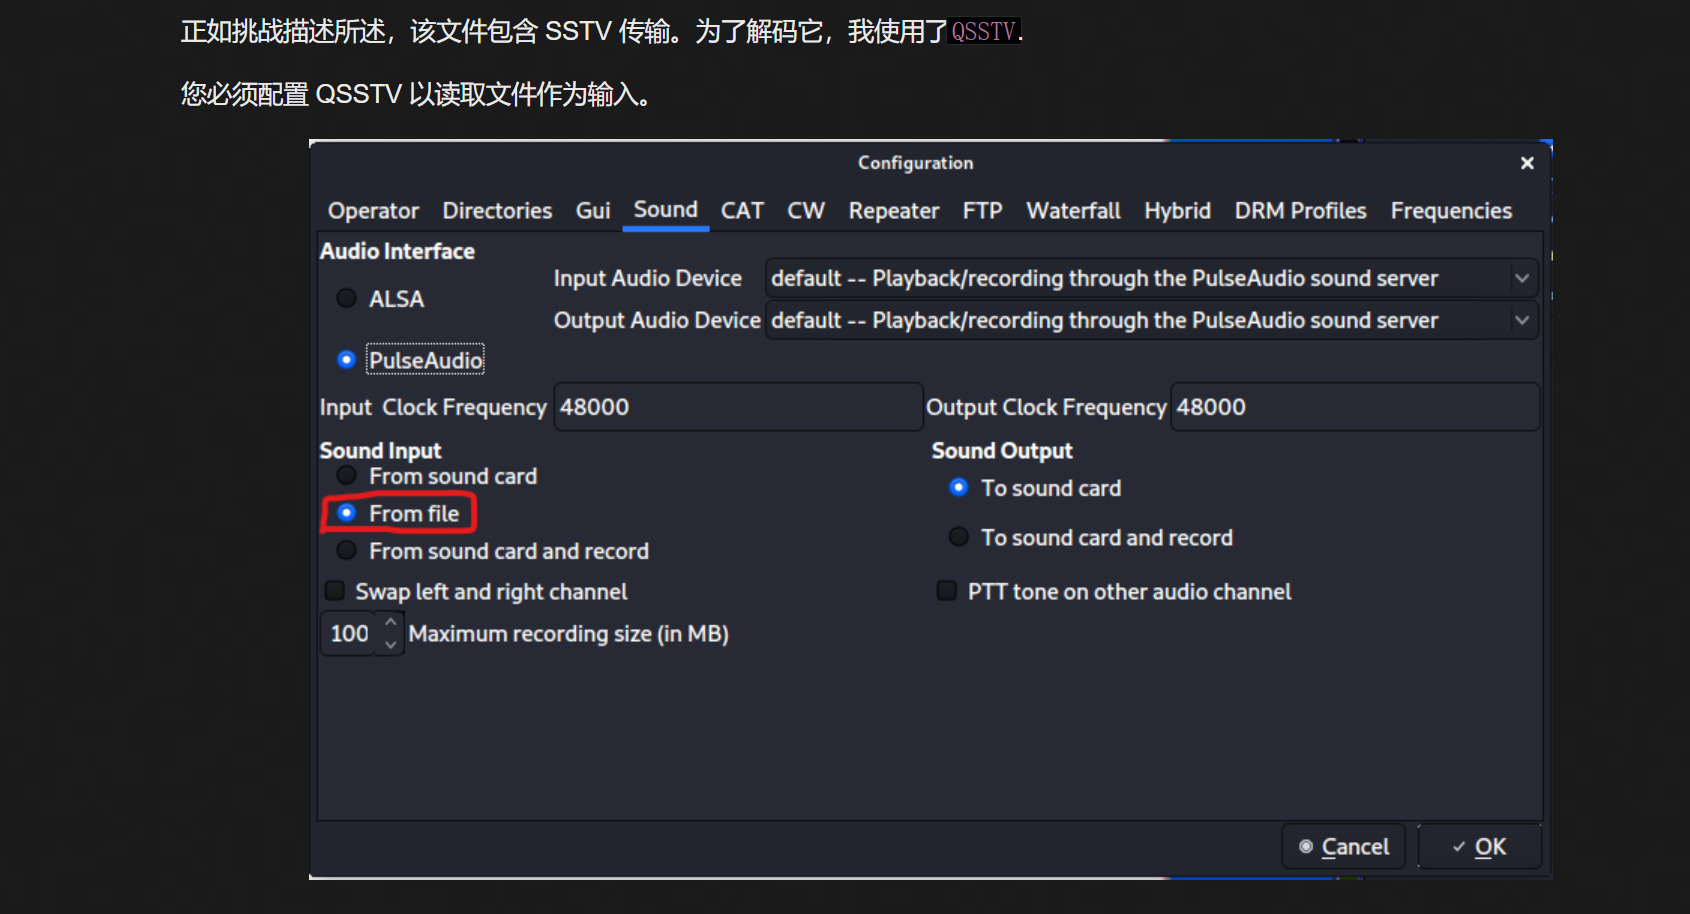 正如挑战描述所述，该文件包含 SSTV 传输。为了解码它，我使用了QSSTV.
您必须配置 QSSTV 以读取文件作为输入。
Configuration
Operator Directories Gui Sound CAT CW Repeater FTP Waterfall Hybrid DRM Profiles Frequencies
Audio Interface
Input Audio Device default -- Playback/recording through the PulseAudio sound server
ALSA
Output Audio Device default -- Playback/recording through the PulseAudio sound server
PulseAudio
Input Clock Frequency 48000 Output Clock Frequency 48000
Sound Input Sound Output
From sound card
To sound card
From file
To sound card and record
From sound card and record
Swap left and right channel PTT tone on other audio channel
100 Maximum recording size (in MB)
Cancel OK